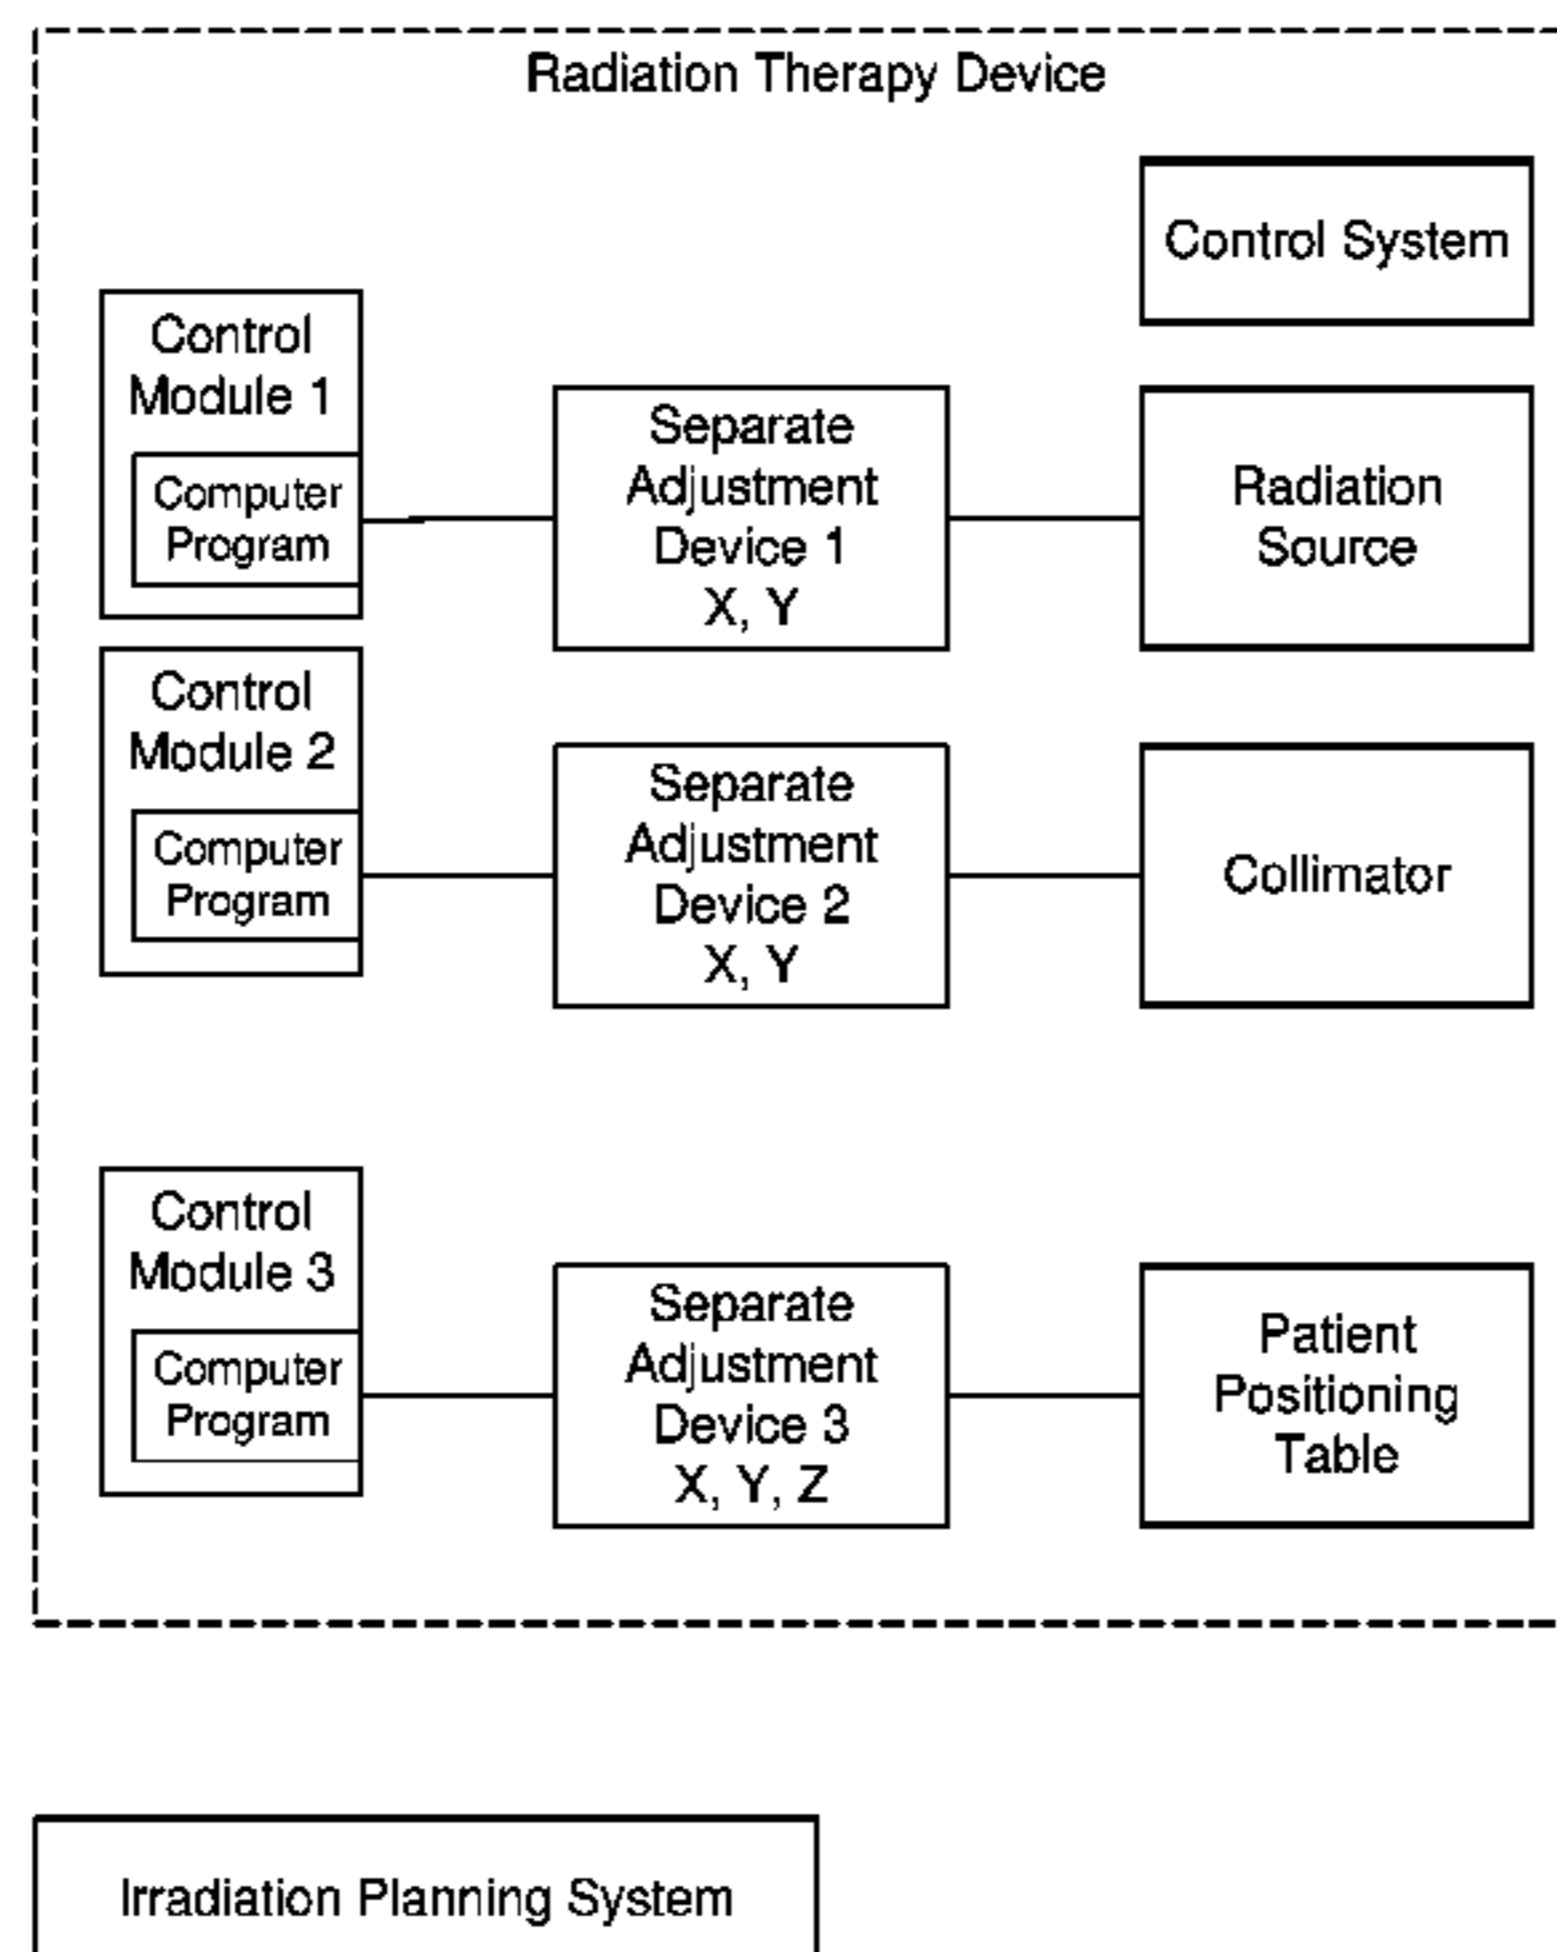 Radiation Therapy Device
Control System
Control
Module 1
Computer
Program
Separate
Adjustment
Device 1
X, Y
Radiation
Source
Control
Module 2
Computer
Program
Separate
Adjustment
Device 2
X, Y
Collimator
Control
Module 3
Computer
Program
Separate
Adjustment
Device 3
X, Y, Z
Patient
Positioning
Table
Irradiation Planning System